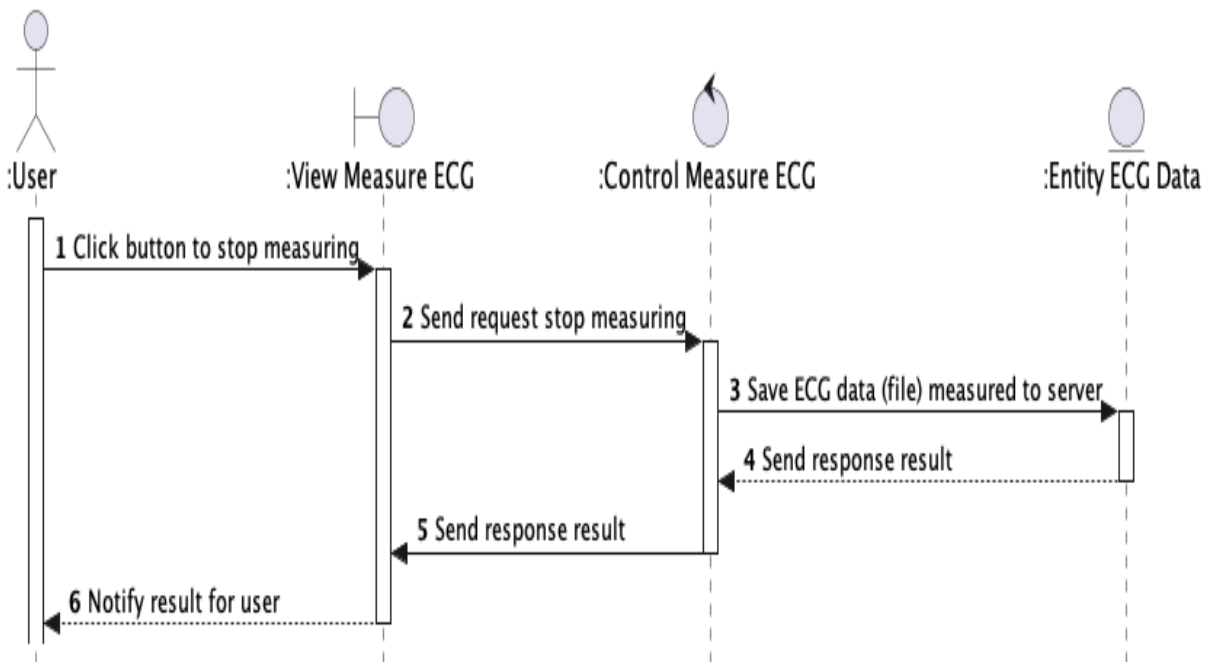 :User
:View Measure ECG
:Control Measure ECG
:Entity ECG Data
1 Click button to stop measuring
2 Send request stop measuring
3 Save ECG data (file) measured to server
4 Send response result
5 Send response result
6 Notify result for user